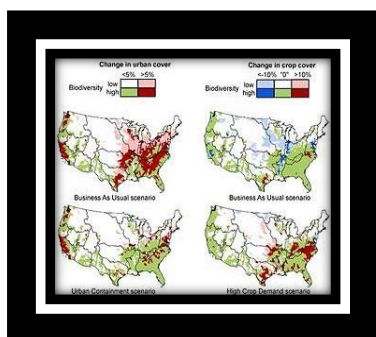 Change in urban cover
<5% >5%
Biodiversity low
high
Change in crop cover
<-10% "0" >10%
Biodiversity low
high
Business As Usual scenario
Business As Usual scenario
Urban Containment scenario
High Crop Demand scenario